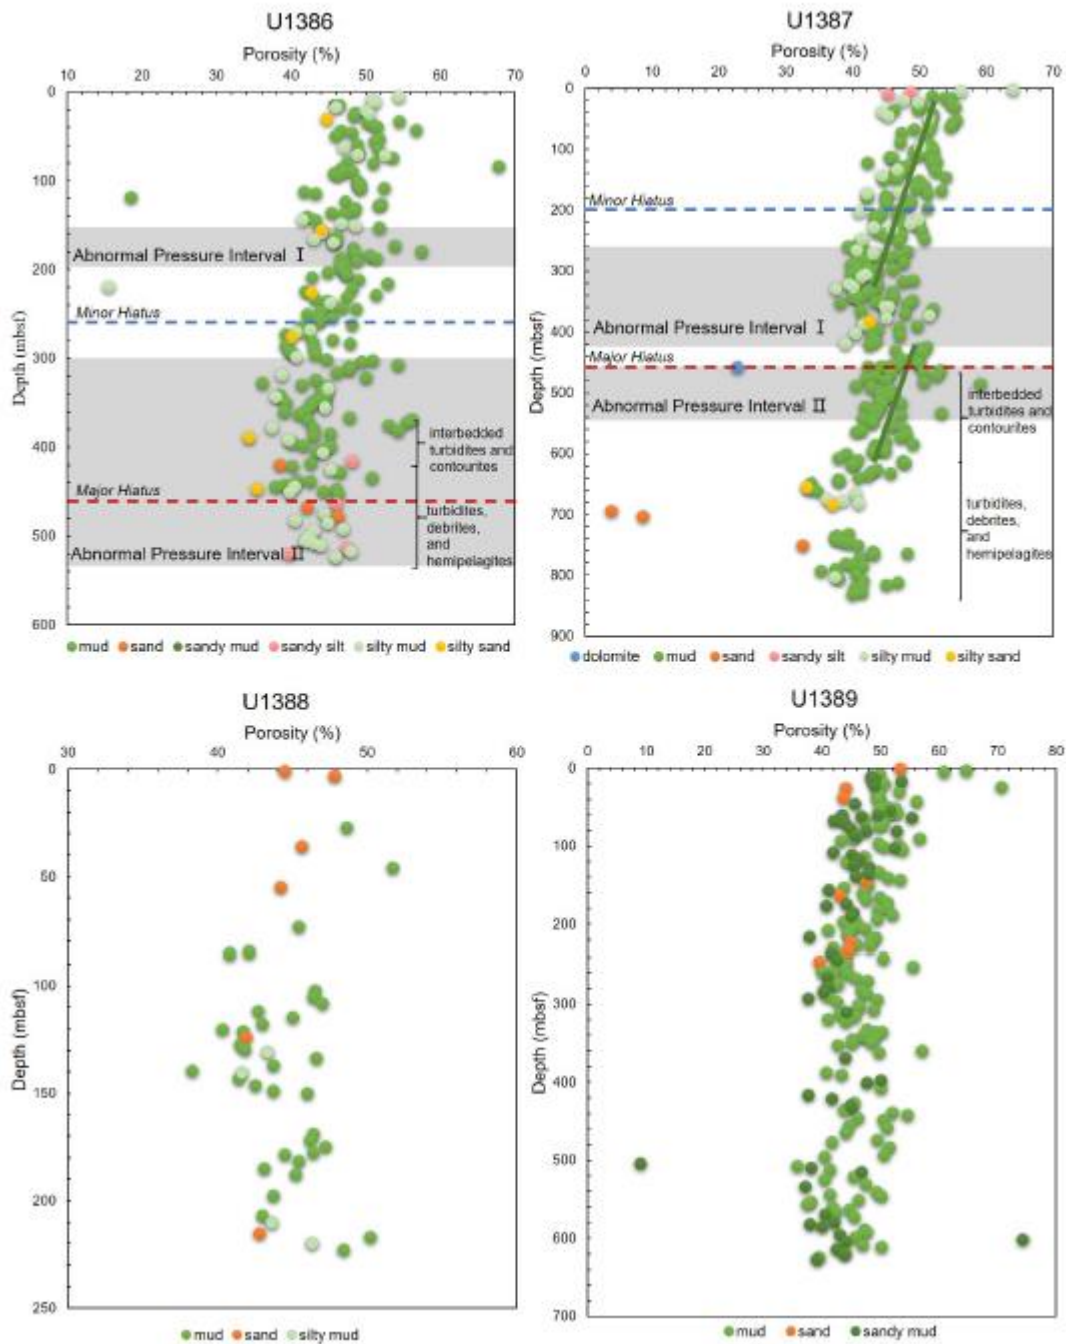 U1386
Porosity (%)
10 20 30 40 50 60 70
0
100
200
300
400
500
600
Depth (mbsf)
Abnormal Pressure Interval I
Minor Hiatus
interbedded
turbidites and
contourites
Major Hiatus
turbidites,
debrites,
and
hemipelagites
Abnormal Pressure Interval II
mud sand sandy mud sandy silt silty mud silty sand
U1387
Porosity (%)
0 10 20 30 40 50 60 70
0
100
200
300
400
500
600
700
800
900
Depth (mbsf)
Minor Hiatus
Abnormal Pressure Interval I
Major Hiatus
Abnormal Pressure Interval II
interbedded
turbidites and
contourites
turbidites,
debrites,
and
hemipelagites
dolomite mud sand sandy silt silty mud silty sand
U1388
Porosity (%)
30 40 50 60
0
50
100
150
200
250
Depth (mbsf)
mud sand silty mud
U1389
Porosity (%)
0 10 20 30 40 50 60 70 80
0
100
200
300
400
500
600
700
Depth (mbsf)
mud sand sandy mud